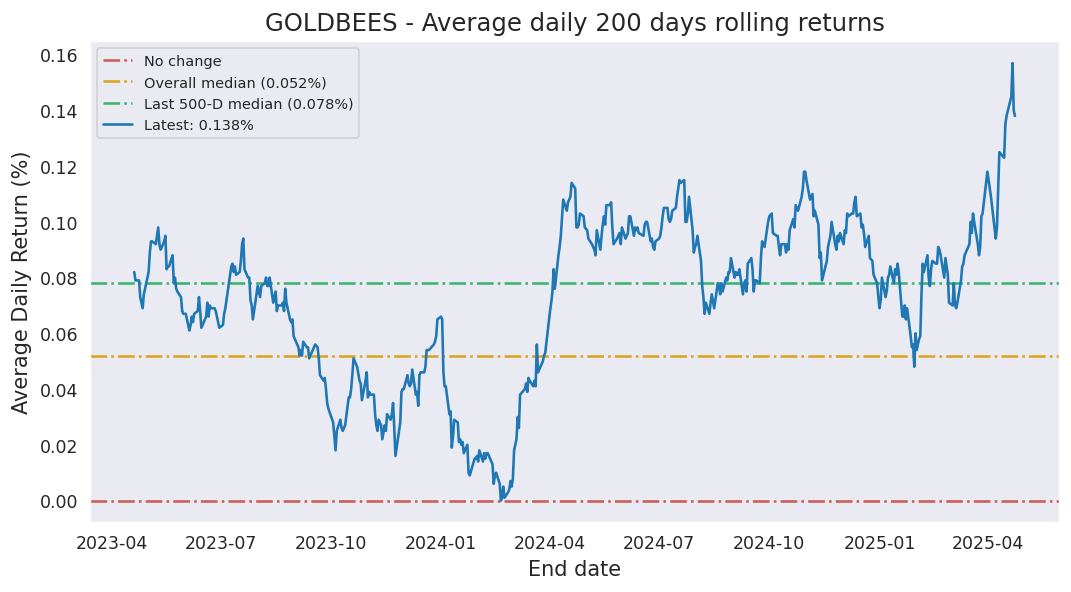 GOLDBEES - Average daily 200 days rolling returns
No change
Overall median (0.052%)
Last 500-D median (0.078%)
Latest: 0.138%
Average Daily Return (%)
0.16
0.14
0.12
0.10
0.08
0.06
0.04
0.02
0.00
2023-04 2023-07 2023-10 2024-01 2024-04 2024-07 2024-10 2025-01 2025-04
End date